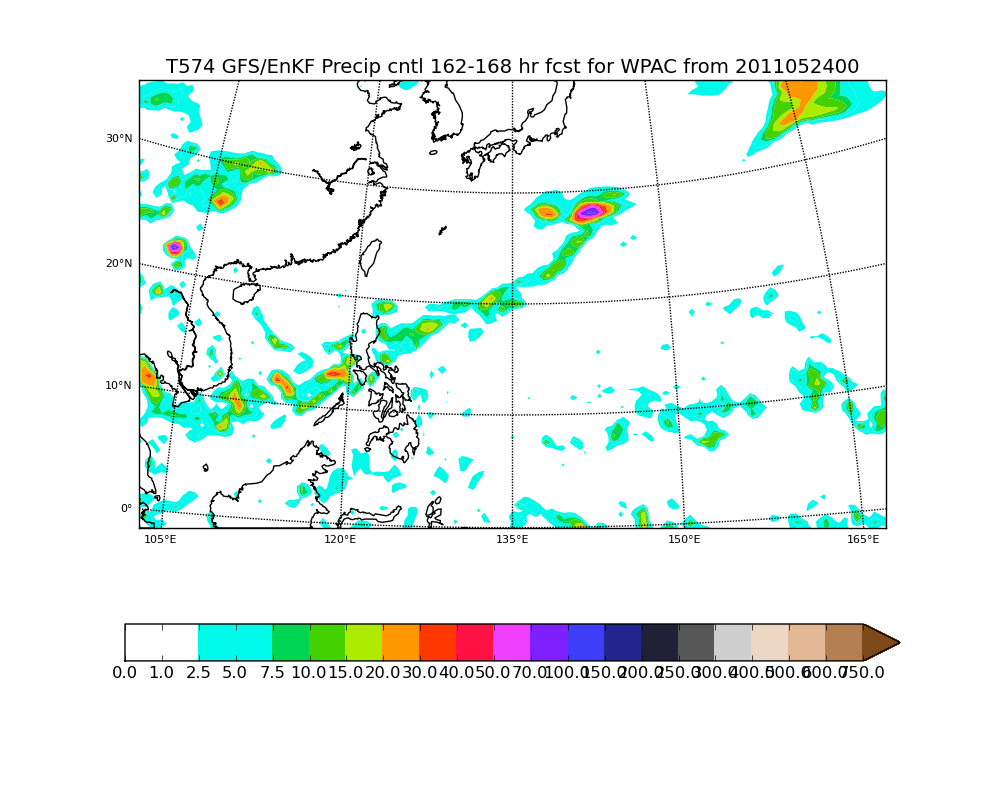 T574 GFS/EnKF Precip cntl 162-168 hr fcst for WPAC from 2011052400
30°N
20°N
10°N
0°
105°E 120°E 135°E 150°E 165°E
0.0 1.0 2.5 5.0 7.5 10.0 15.0 20.0 30.0 40.0 50.0 70.0 100.0 150.0 200.0 250.0 300.0 400.0 500.0 600.0 750.0